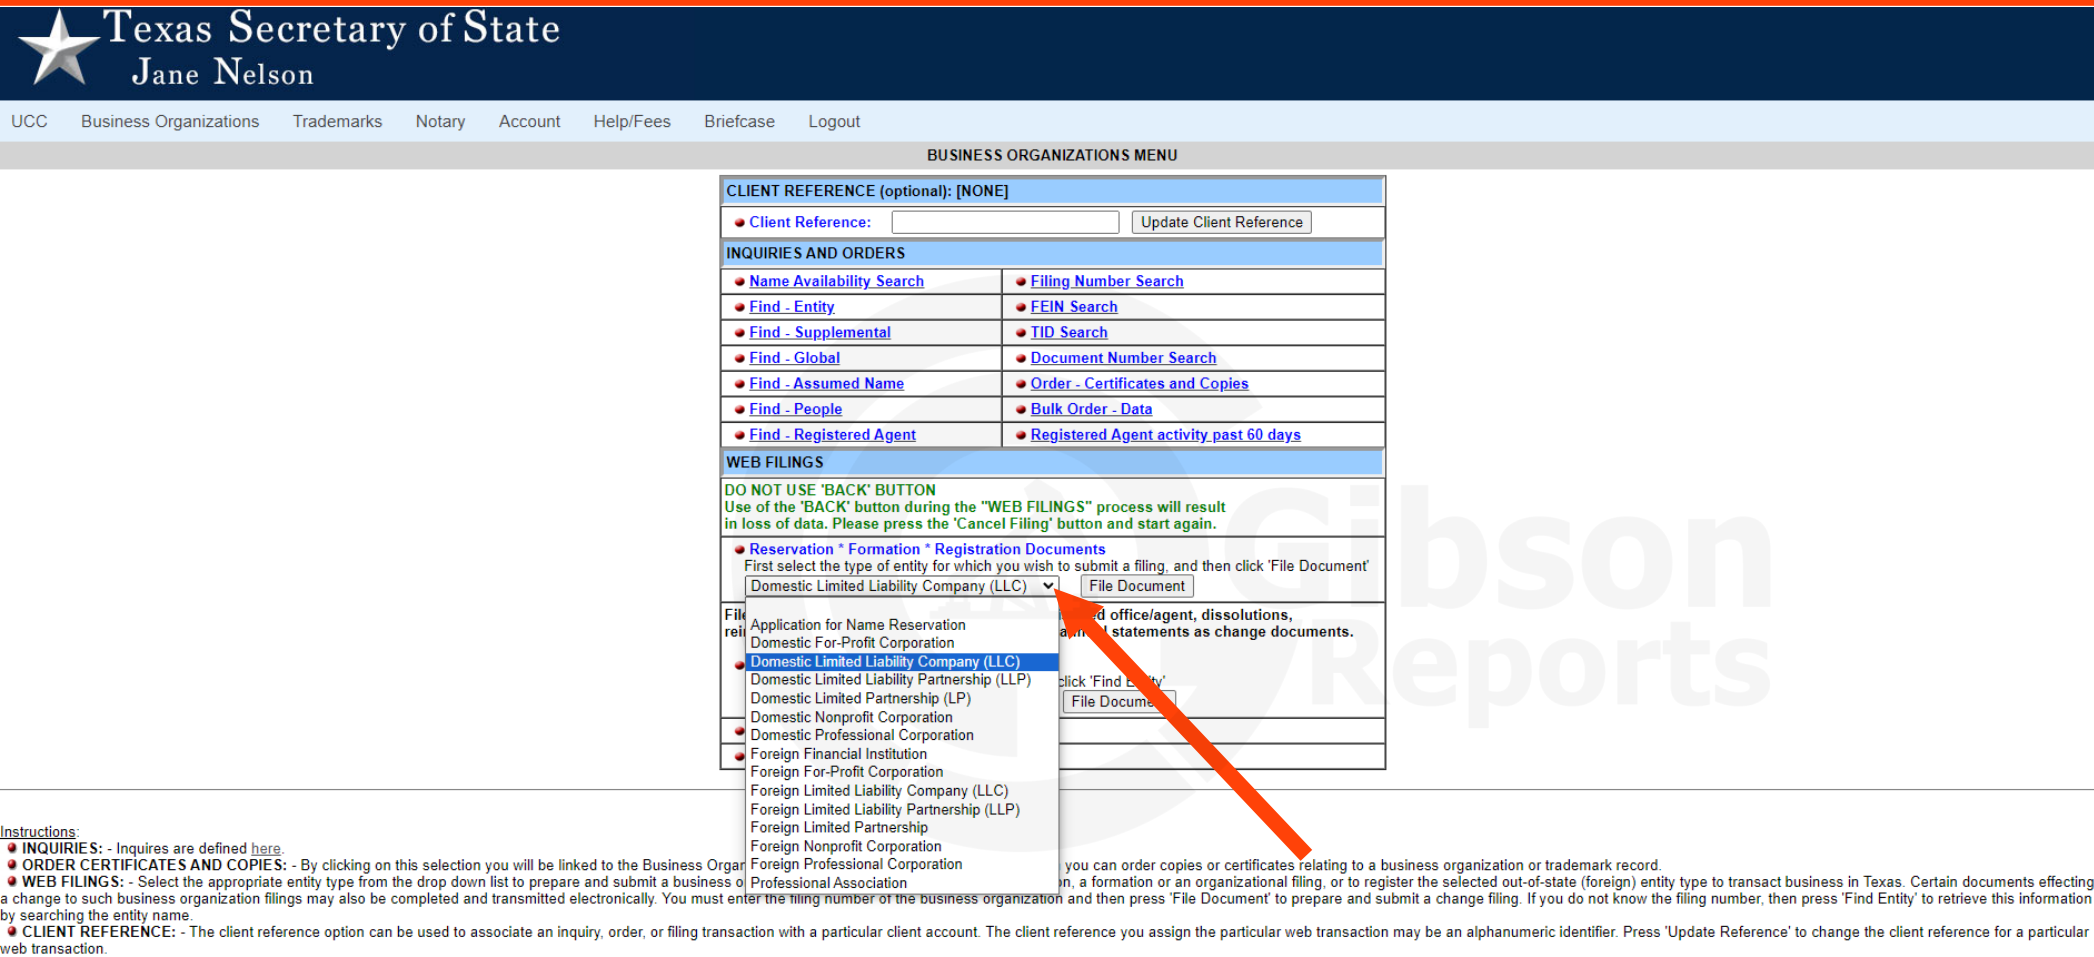 Texas Secretary of State
Jane Nelson
UCC Business Organizations Trademarks Notary Account Help/Fees Briefcase Logout
BUSINESS ORGANIZATIONS MENU
CLIENT REFERENCE (optional): [NONE]
Client Reference: Update Client Reference
INQUIRIES AND ORDERS
Name Availability Search Filing Number Search
Find - Entity FEIN Search
Find - Supplemental TID Search
Find - Global Document Number Search
Find - Assumed Name Order - Certificates and Copies
Find - People Bulk Order - Data
Find - Registered Agent Registered Agent activity past 60 days
WEB FILINGS
DO NOT USE 'BACK' BUTTON
Use of the 'BACK' button during the "WEB FILINGS" process will result
in loss of data. Please press the 'Cancel Filing' button and start again.
Reservation * Formation * Registration Documents
First select the type of entity for which you wish to submit a filing, and then click 'File Document'
Domestic Limited Liability Company (LLC) File Document
office/agent, dissolutions,
statements as change documents.
Application for Name Reservation
Domestic For-Profit Corporation
Domestic Limited Liability Company (LLC)
Domestic Limited Liability Partnership (LLP)
click 'Find Entity'
Domestic Limited Partnership (LP)
File Document
Domestic Nonprofit Corporation
Domestic Professional Corporation
Foreign Financial Institution
Foreign For-Profit Corporation
Foreign Limited Liability Company (LLC)
Foreign Limited Liability Partnership (LLP)
Foreign Limited Partnership
Foreign Nonprofit Corporation
Foreign Professional Corporation
Professional Association
Gibson
Reports
Instructions:
INQUIRIES: - Inquires are defined here.
ORDER CERTIFICATES AND COPIES: - By clicking on this selection you will be linked to the Business you can order copies or certificates relating to a business organization or trademark record.
WEB FILINGS: - Select the appropriate entity type from the drop down list to prepare and submit a business a formation or an organizational filing, or to register the selected out-of-state (foreign) entity type to transact business in Texas. Certain documents effecting
a change to such business organization filings may also be completed and transmitted electronically. You must enter the filing number of the business organization and then press 'File Document' to prepare and submit a change filing. If you do not know the filing number, then press 'Find Entity' to retrieve this information
by searching the entity name.
CLIENT REFERENCE: - The client reference option can be used to associate an inquiry, order, or filing transaction with a particular client account. The client reference you assign the particular web transaction may be an alphanumeric identifier. Press 'Update Reference' to change the client reference for a particular
web transaction.